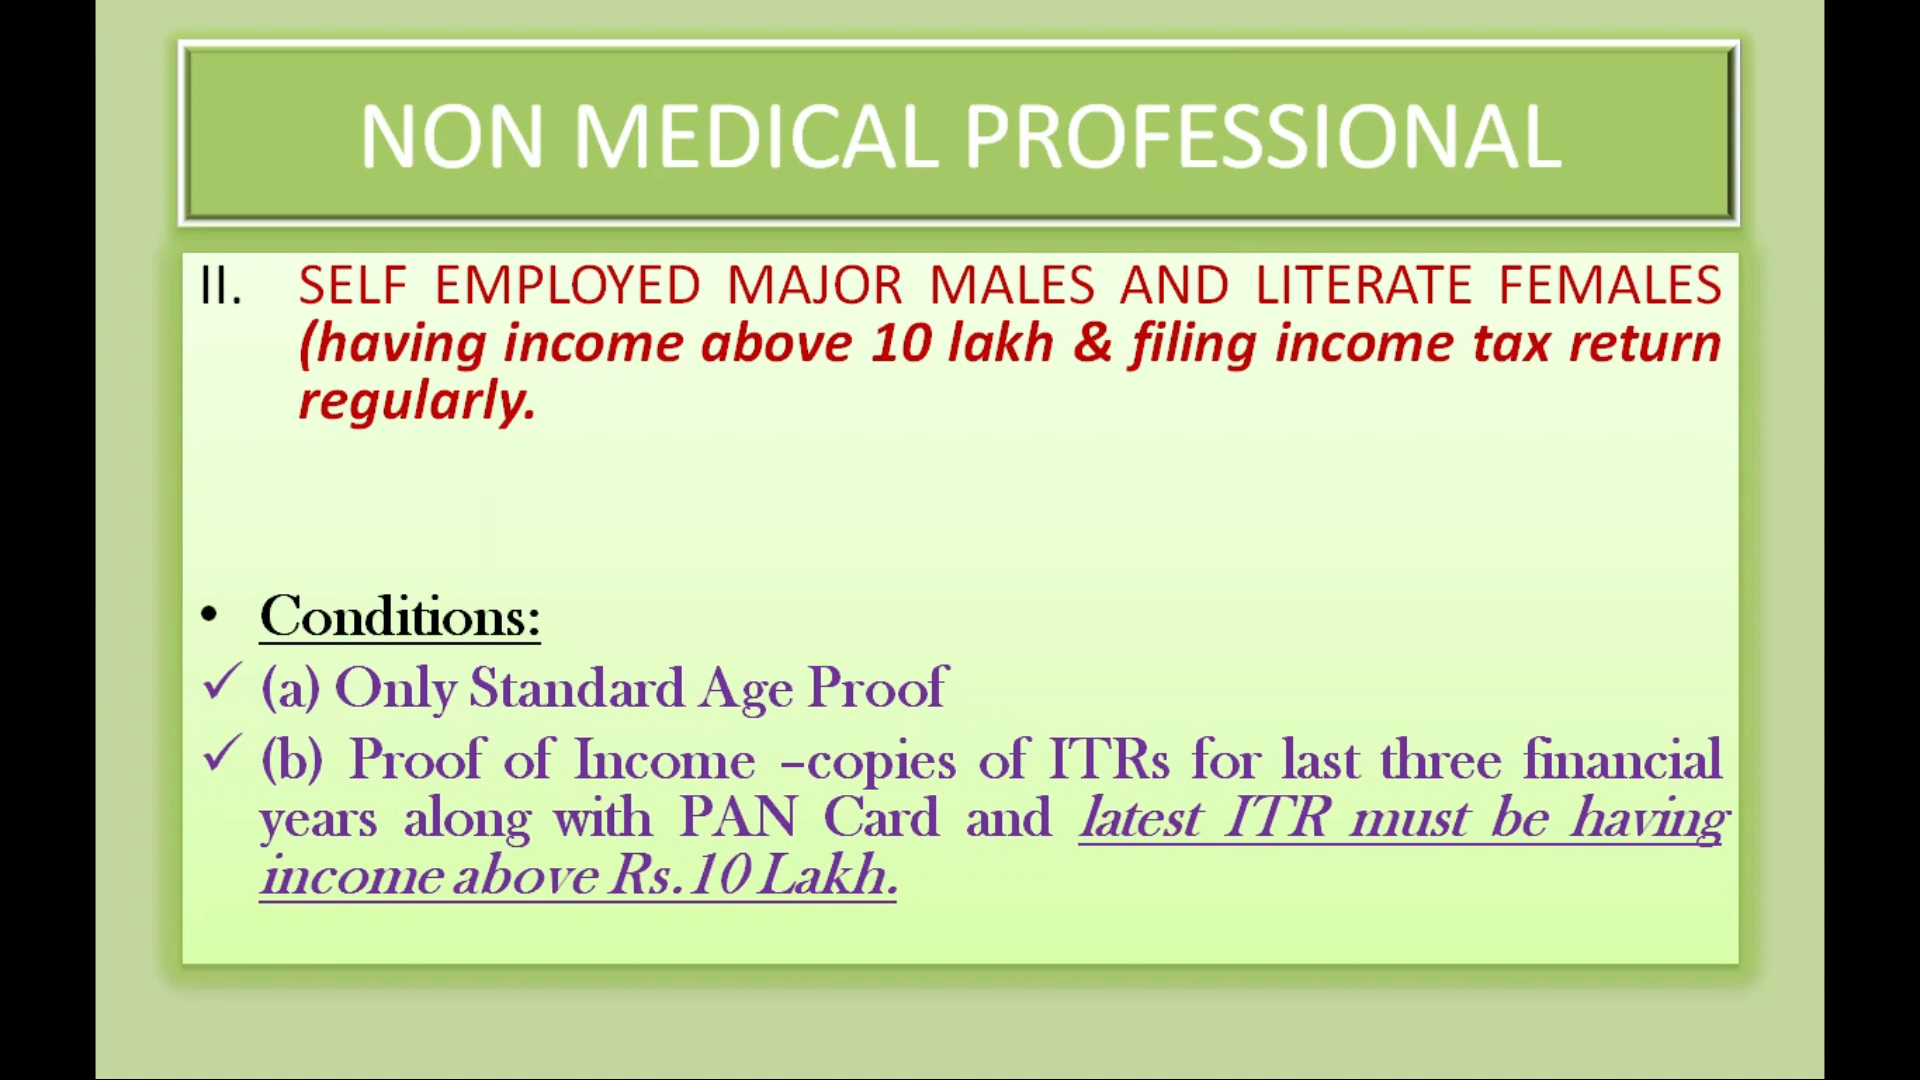 NON MEDICAL PROFESSIONAL
II. SELF EMPLOYED MAJOR MALES AND LITERATE FEMALES
(having income above 10 lakh & filing income tax return
regularly.
• Conditions:
✓ (a) Only Standard Age Proof
✓ (b) Proof of Income –copies of ITRs for last three financial
years along with PAN Card and latest ITR must be having
income above Rs.10 Lakh.